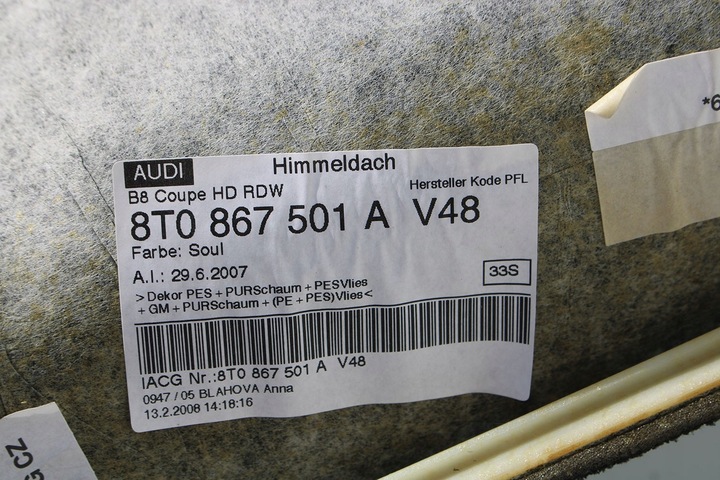 AUDI Himmeldach
B8 Coupe HD RDW Hersteller Kode PFL
8T0 867 501 A V48
Farbe: Soul
A.I.: 29.6.2007
33S
>Dekor PES + PURSchaum + PESVlies
+ GM + PURSchaum + (PE + PES)Vlies<
IACG Nr.:8T0 867 501 A V48
0947 / 05 BLAHOVA Anna
13.2.2008 14:18:16
*6
G CZ